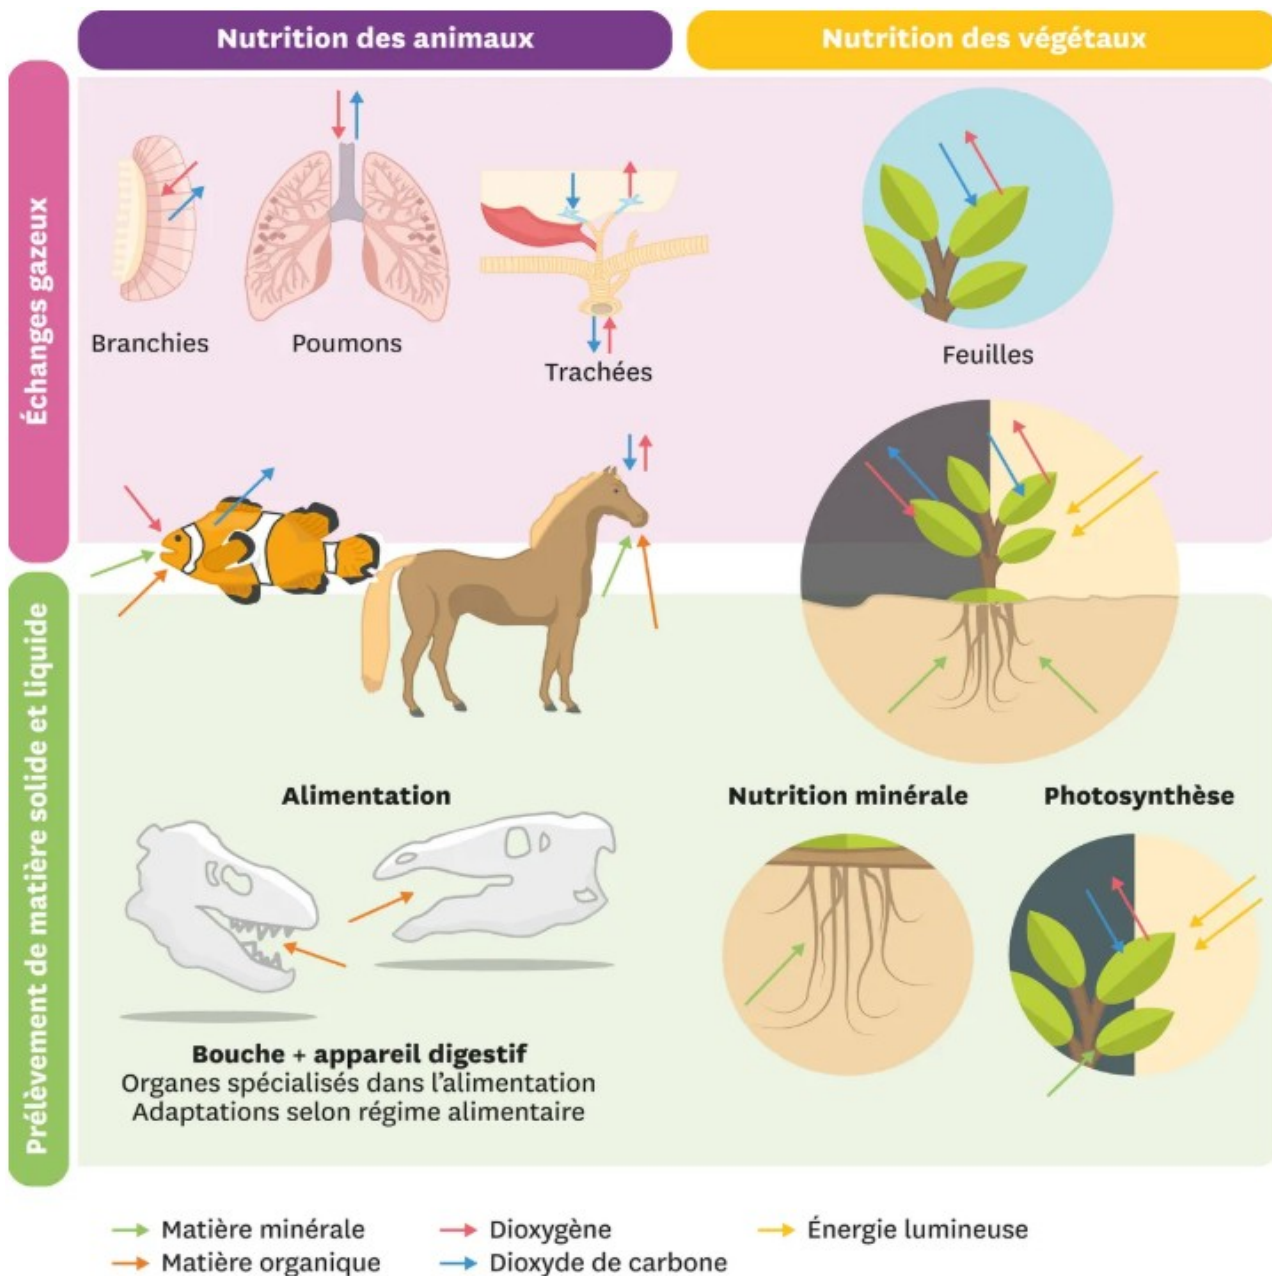 Nutrition des animaux
Nutrition des végétaux
Échanges gazeux
Branchies
Poumons
Trachées
Feuilles
Prélèvement de matière solide et liquide
Alimentation
Nutrition minérale
Photosynthèse
Bouche + appareil digestif
Organes spécialisés dans l'alimentation
Adaptations selon régime alimentaire
Matière minérale
Dioxygène
Énergie lumineuse
Matière organique
Dioxyde de carbone